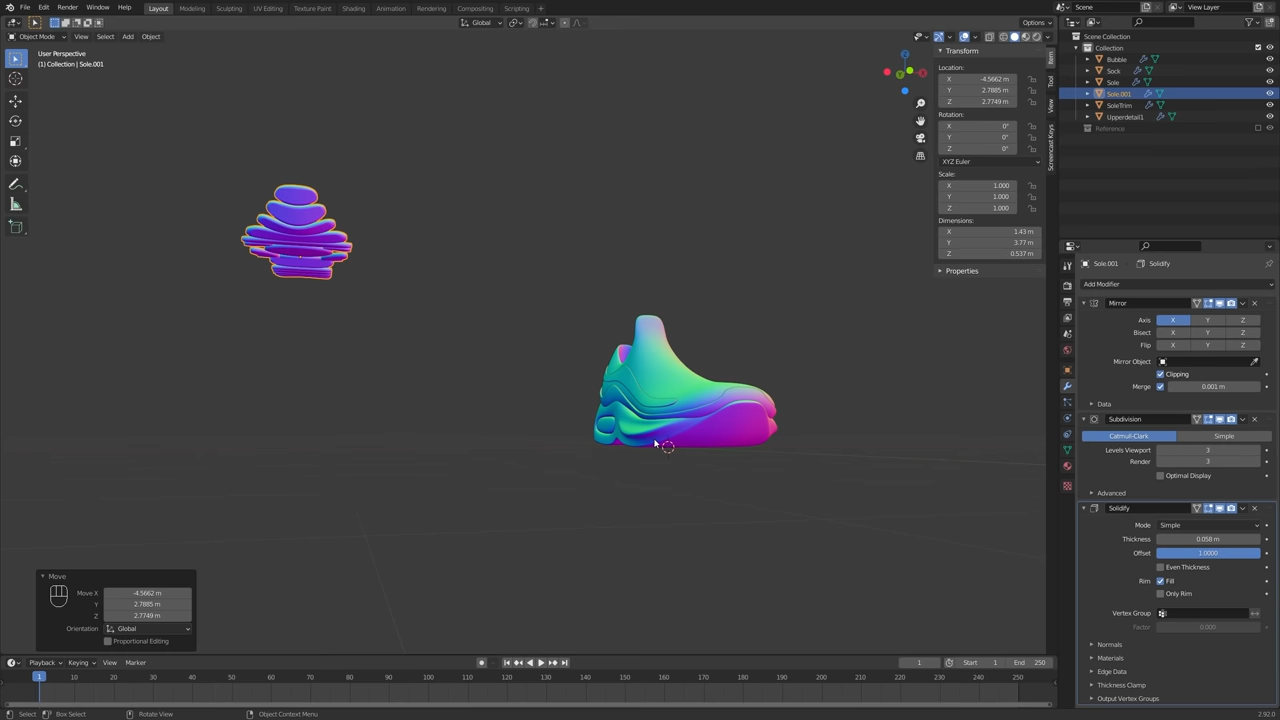 File Edit Render Window Help Layout Modeling Sculpting UV Editing Texture Paint Shading Animation Rendering Compositing Scripting + Scene View Layer
Global Options
Object Mode View Select Add Object
User Perspective
(1) Collection | Sole.001
Transform
Location:
X -4.5662 m
Y 2.7885 m
Z 2.7749 m
Rotation:
X 0°
Y 0°
Z 0°
XYZ Euler
Scale:
X 1.000
Y 1.000
Z 1.000
Dimensions:
X 1.43 m
Y 3.77 m
Z 0.537 m
Properties
Item
Tool
View
Screencast Keys
Scene Collection
Collection
Bubble
Sock
Sole
Sole.001
SoleTrim
Upperdetail1
Reference
Sole.001 Solidify
Add Modifier
Mirror
Axis X Y Z
Bisect X Y Z
Flip X Y Z
Mirror Object
Clipping
Merge 0.001 m
Data
Subdivision
Catmull-Clark Simple
Levels Viewport 3
Render 3
Optimal Display
Advanced
Solidify
Mode Simple
Thickness 0.058 m
Offset 1.0000
Even Thickness
Rim Fill
Only Rim
Vertex Group
Factor 0.000
Normals
Materials
Edge Data
Thickness Clamp
Output Vertex Groups
Move
Move X -4.5662 m
Y 2.7885 m
Z 2.7749 m
Orientation Global
Proportional Editing
Playback Keying View Marker 1 Start 1 End 250
1 10 20 30 40 50 60 70 80 90 100 110 120 130 140 150 160 170 180 190 200 210 220 230 240 250
Select Box Select Rotate View Object Context Menu 2.92.0